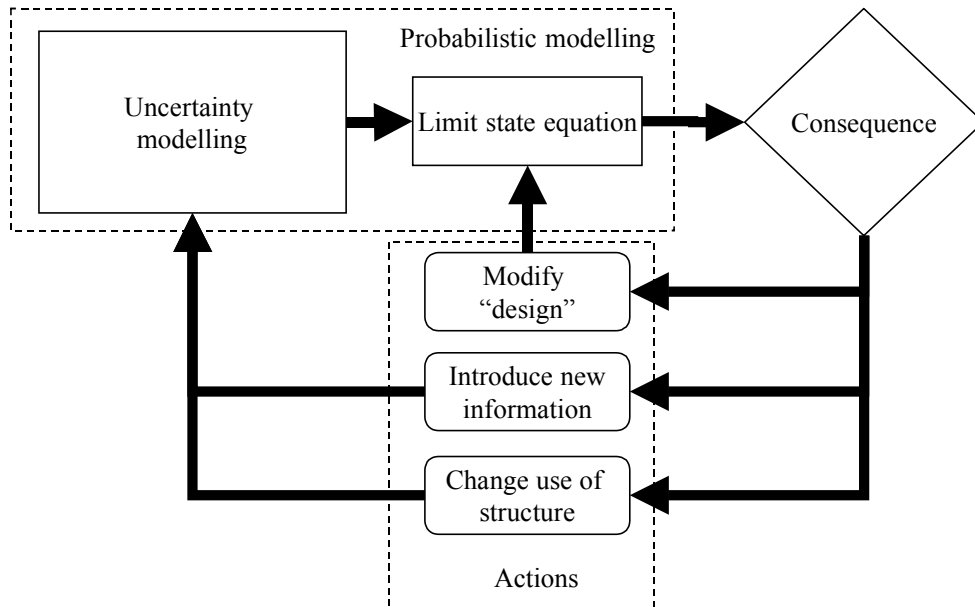 Probabilistic modelling
Uncertainty
modelling
Limit state equation
Consequence
Modify
“design”
Introduce new
information
Change use of
structure
Actions